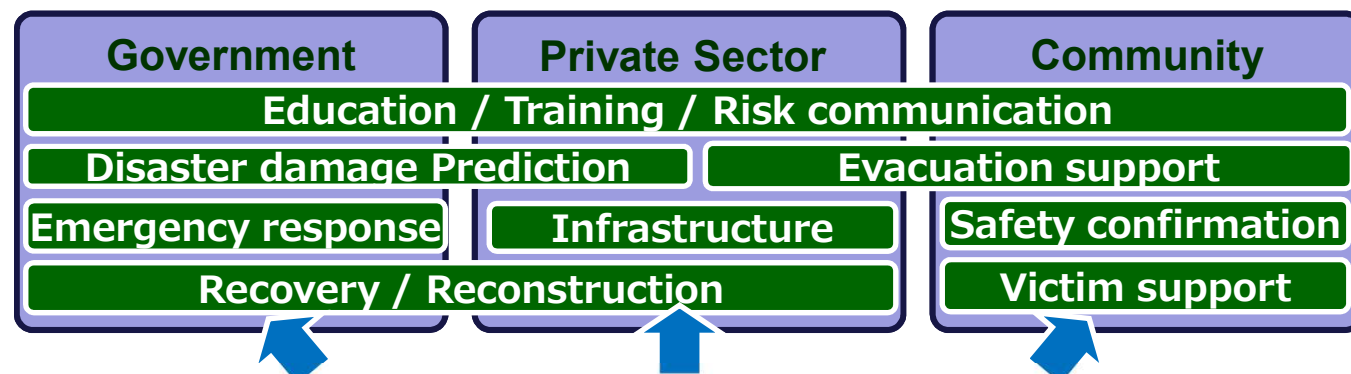 Government
Private Sector
Community
Education / Training / Risk communication
Disaster damage Prediction
Evacuation support
Emergency response
Infrastructure
Safety confirmation
Recovery / Reconstruction
Victim support